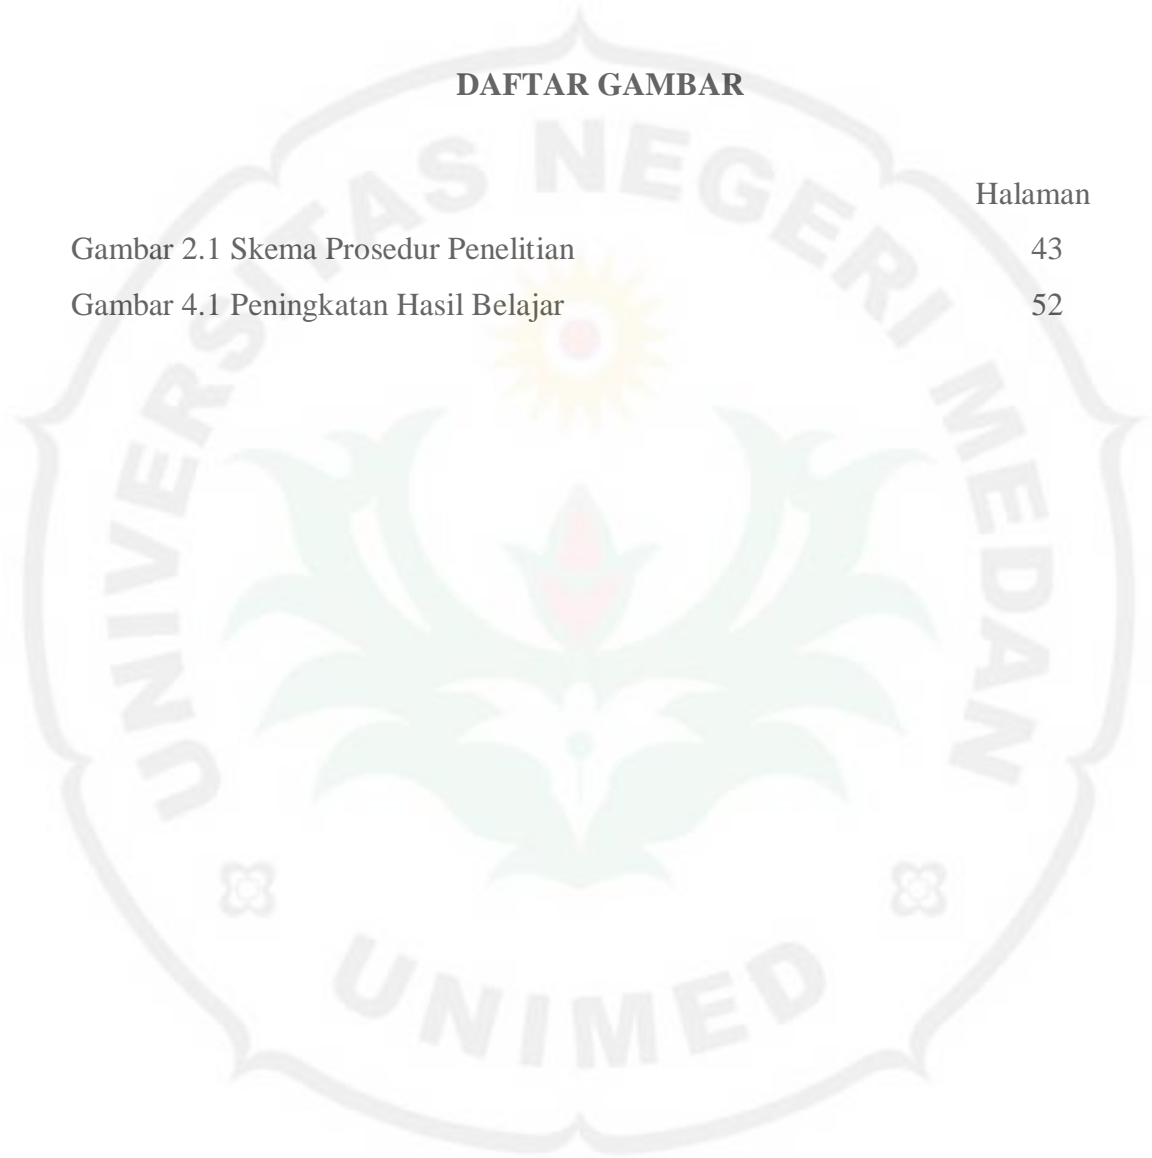 DAFTAR GAMBAR
Halaman
Gambar 2.1 Skema Prosedur Penelitian 43
Gambar 4.1 Peningkatan Hasil Belajar 52
UNIVERSITAS NEGERI MEDAN
UNIMED